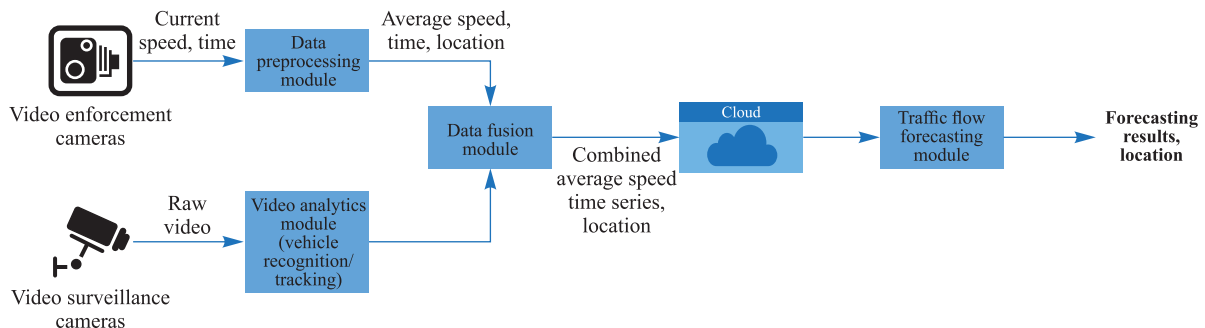 Current
speed, time
Average speed,
time, location
Data
preprocessing
module
Video enforcement
cameras
Data fusion
module
Cloud
Combined
average speed
time series,
location
Traffic flow
forecasting
module
Forecasting
results,
location
Raw
video
Video analytics
module
(vehicle
recognition/
tracking)
Video surveillance
cameras